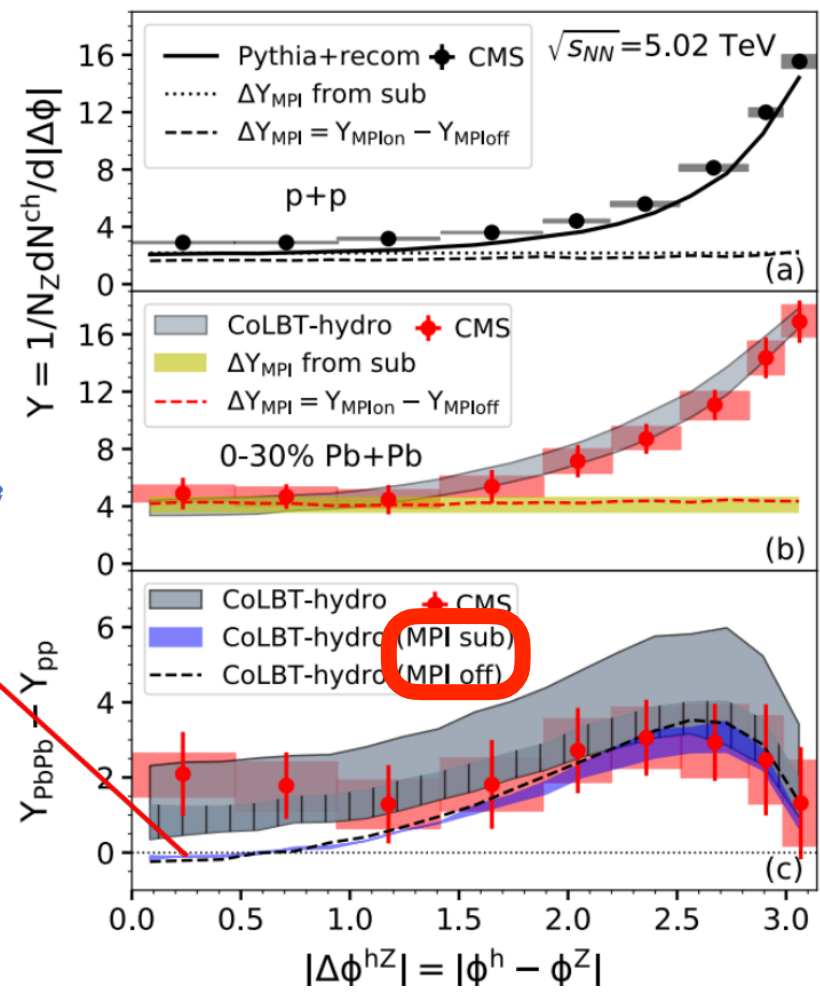 Y = 1/N_Z dN^ch/d|Δϕ|
16
12
8
4
0
Pythia+recom CMS
√s_NN=5.02 TeV
ΔY_MPI from sub
ΔY_MPI = Y_MPIon − Y_MPIoff
p+p
(a)
16
12
8
4
0
CoLBT-hydro CMS
ΔY_MPI from sub
ΔY_MPI = Y_MPIon − Y_MPIoff
0-30% Pb+Pb
(b)
Y_PbPb − Y_pp
6
4
2
0
CoLBT-hydro CMS
CoLBT-hydro (MPI sub)
CoLBT-hydro (MPI off)
(c)
0.0 0.5 1.0 1.5 2.0 2.5 3.0
|Δϕ^hZ| = |ϕ^h − ϕ^Z|